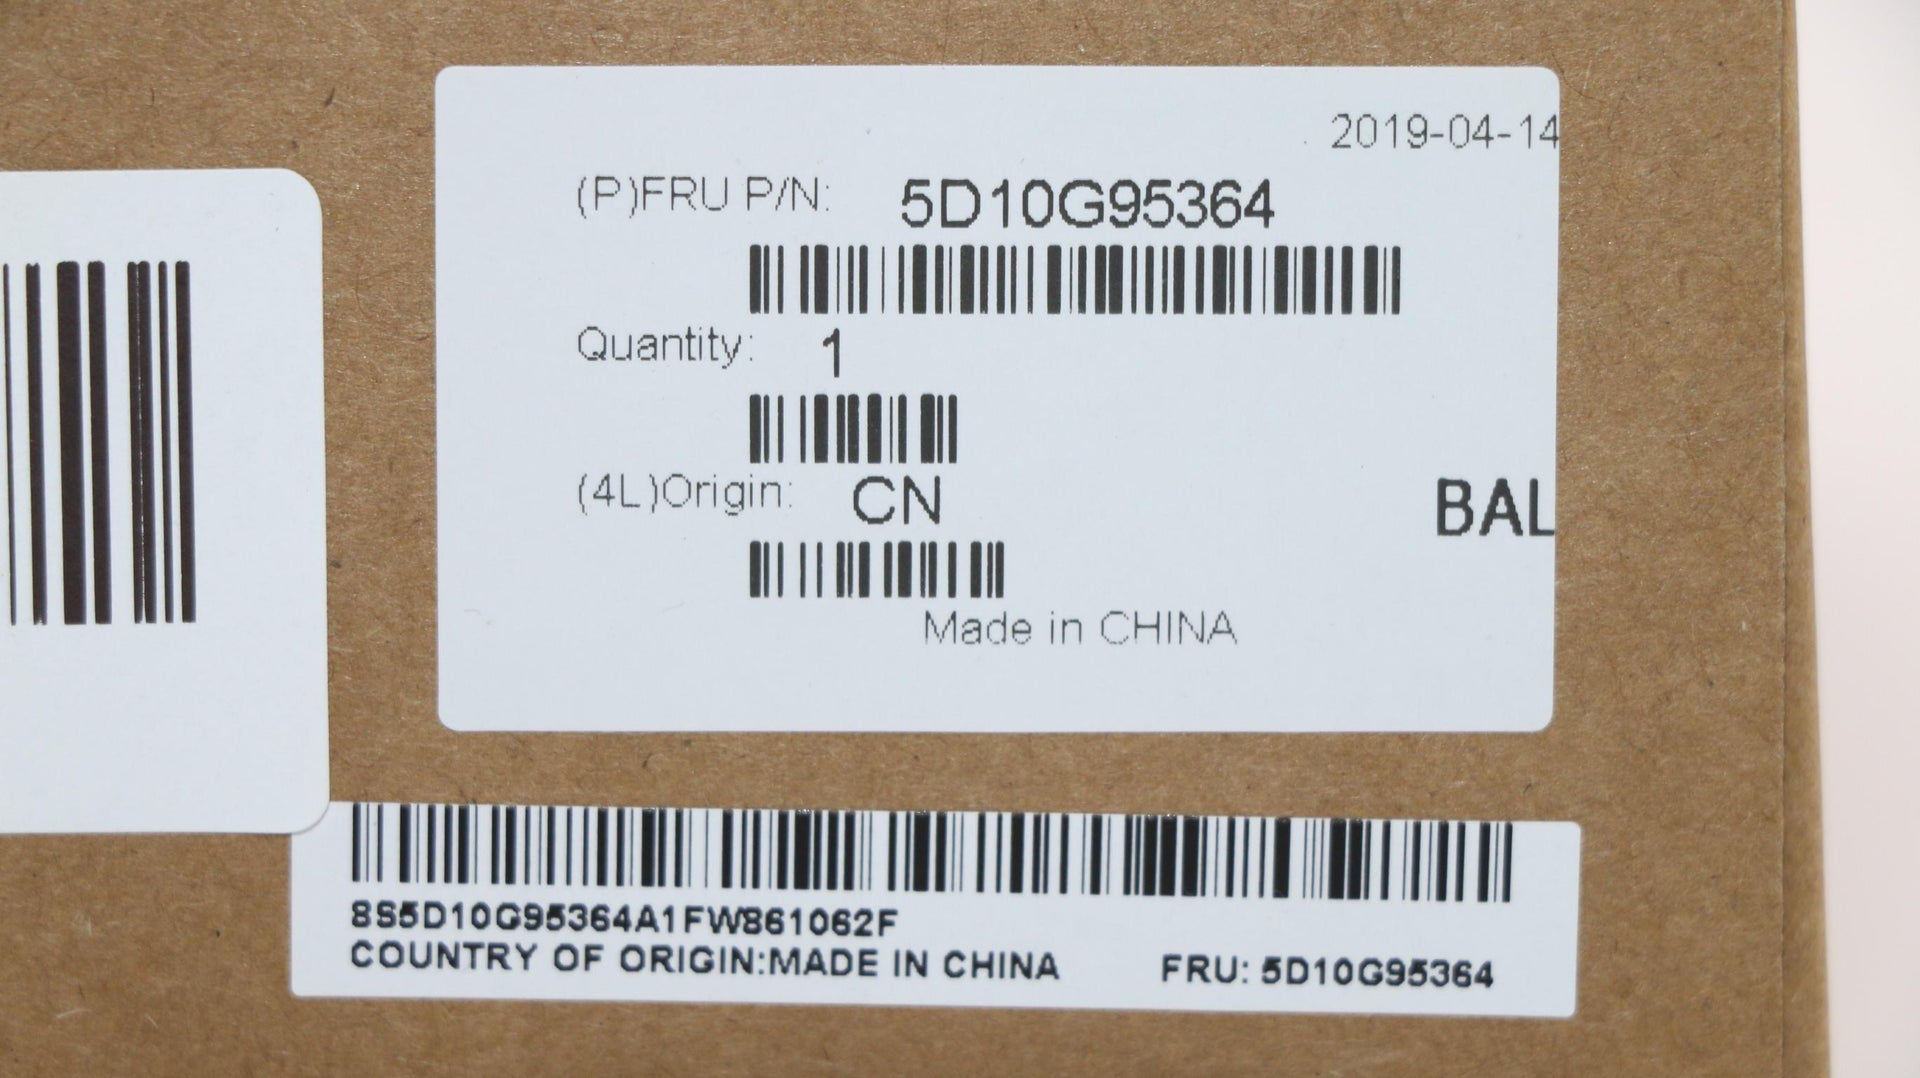 2019-04-14
(P)FRU P/N: 5D10G95364
Quantity: 1
(4L)Origin: CN
BAL
Made in CHINA
8S5D10G95364A1FW861062F
COUNTRY OF ORIGIN:MADE IN CHINA FRU: 5D10G95364